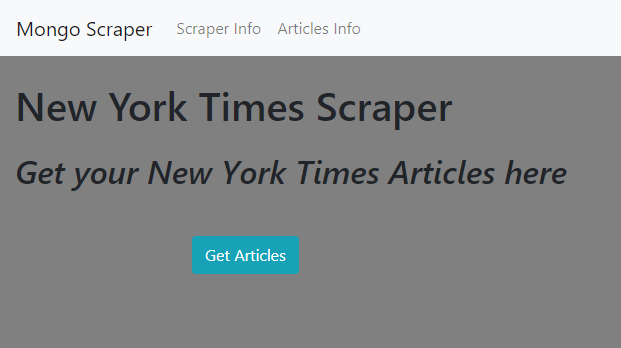 Mongo Scraper Scraper Info Articles Info
New York Times Scraper
Get your New York Times Articles here
Get Articles